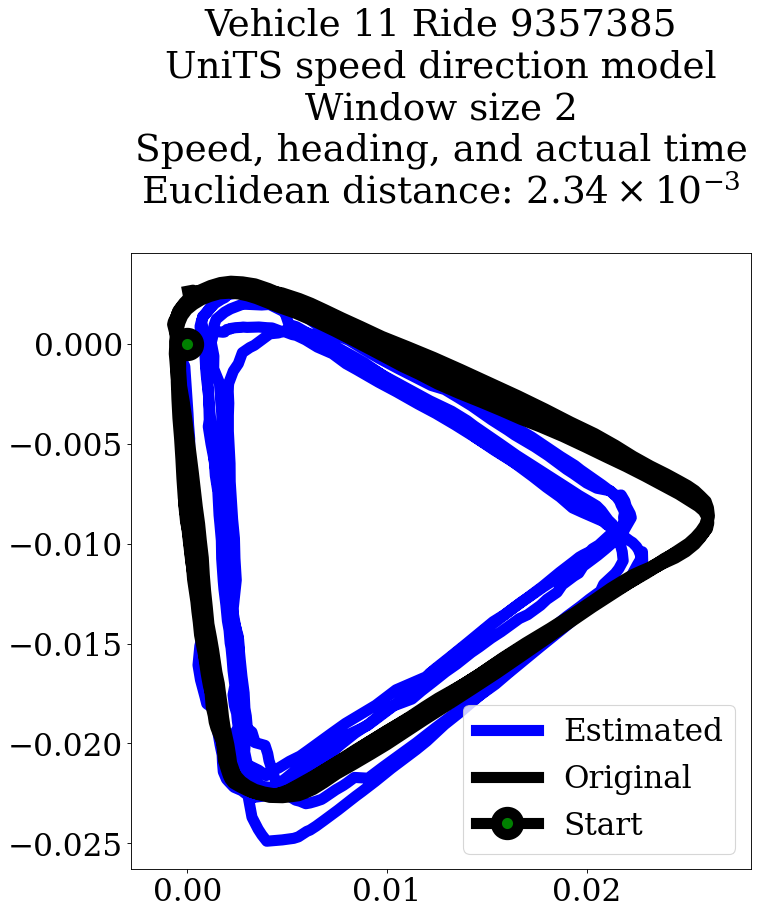 Vehicle 11 Ride 9357385
UniTS speed direction model
Window size 2
Speed, heading, and actual time
Euclidean distance: 2.34 × 10⁻³
0.000
−0.005
−0.010
−0.015
−0.020
−0.025
Estimated
Original
Start
0.00 0.01 0.02